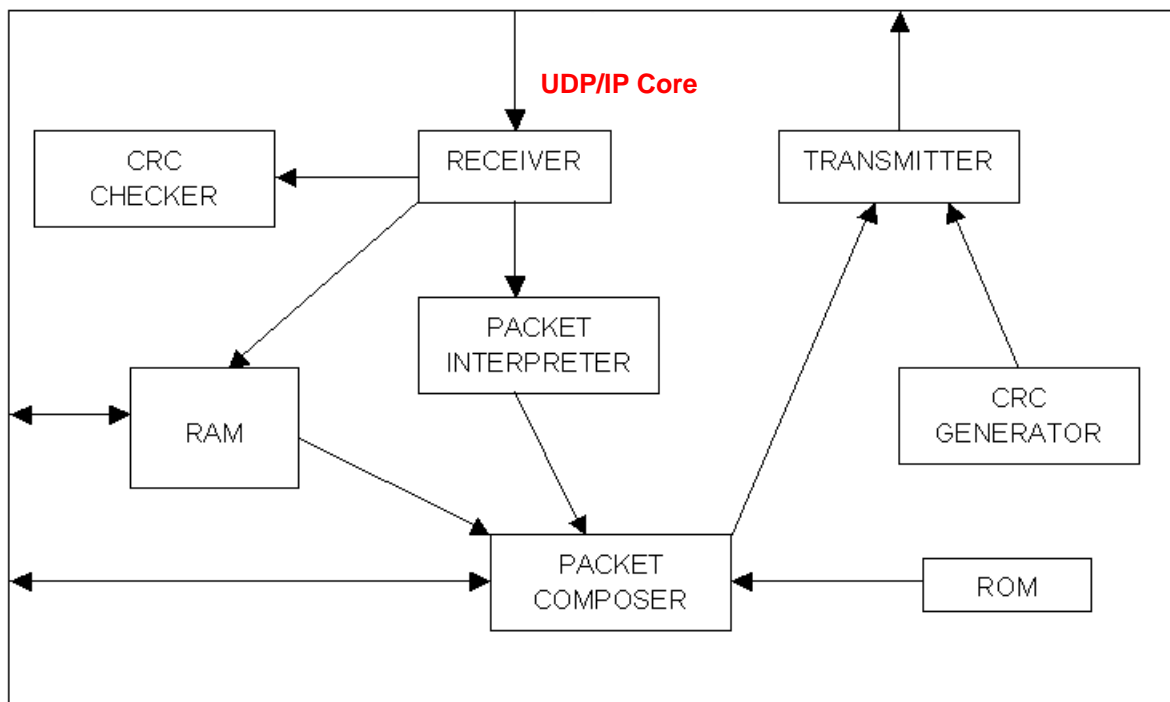 UDP/IP Core
CRC
CHECKER
RECEIVER
TRANSMITTER
PACKET
INTERPRETER
RAM
CRC
GENERATOR
PACKET
COMPOSER
ROM